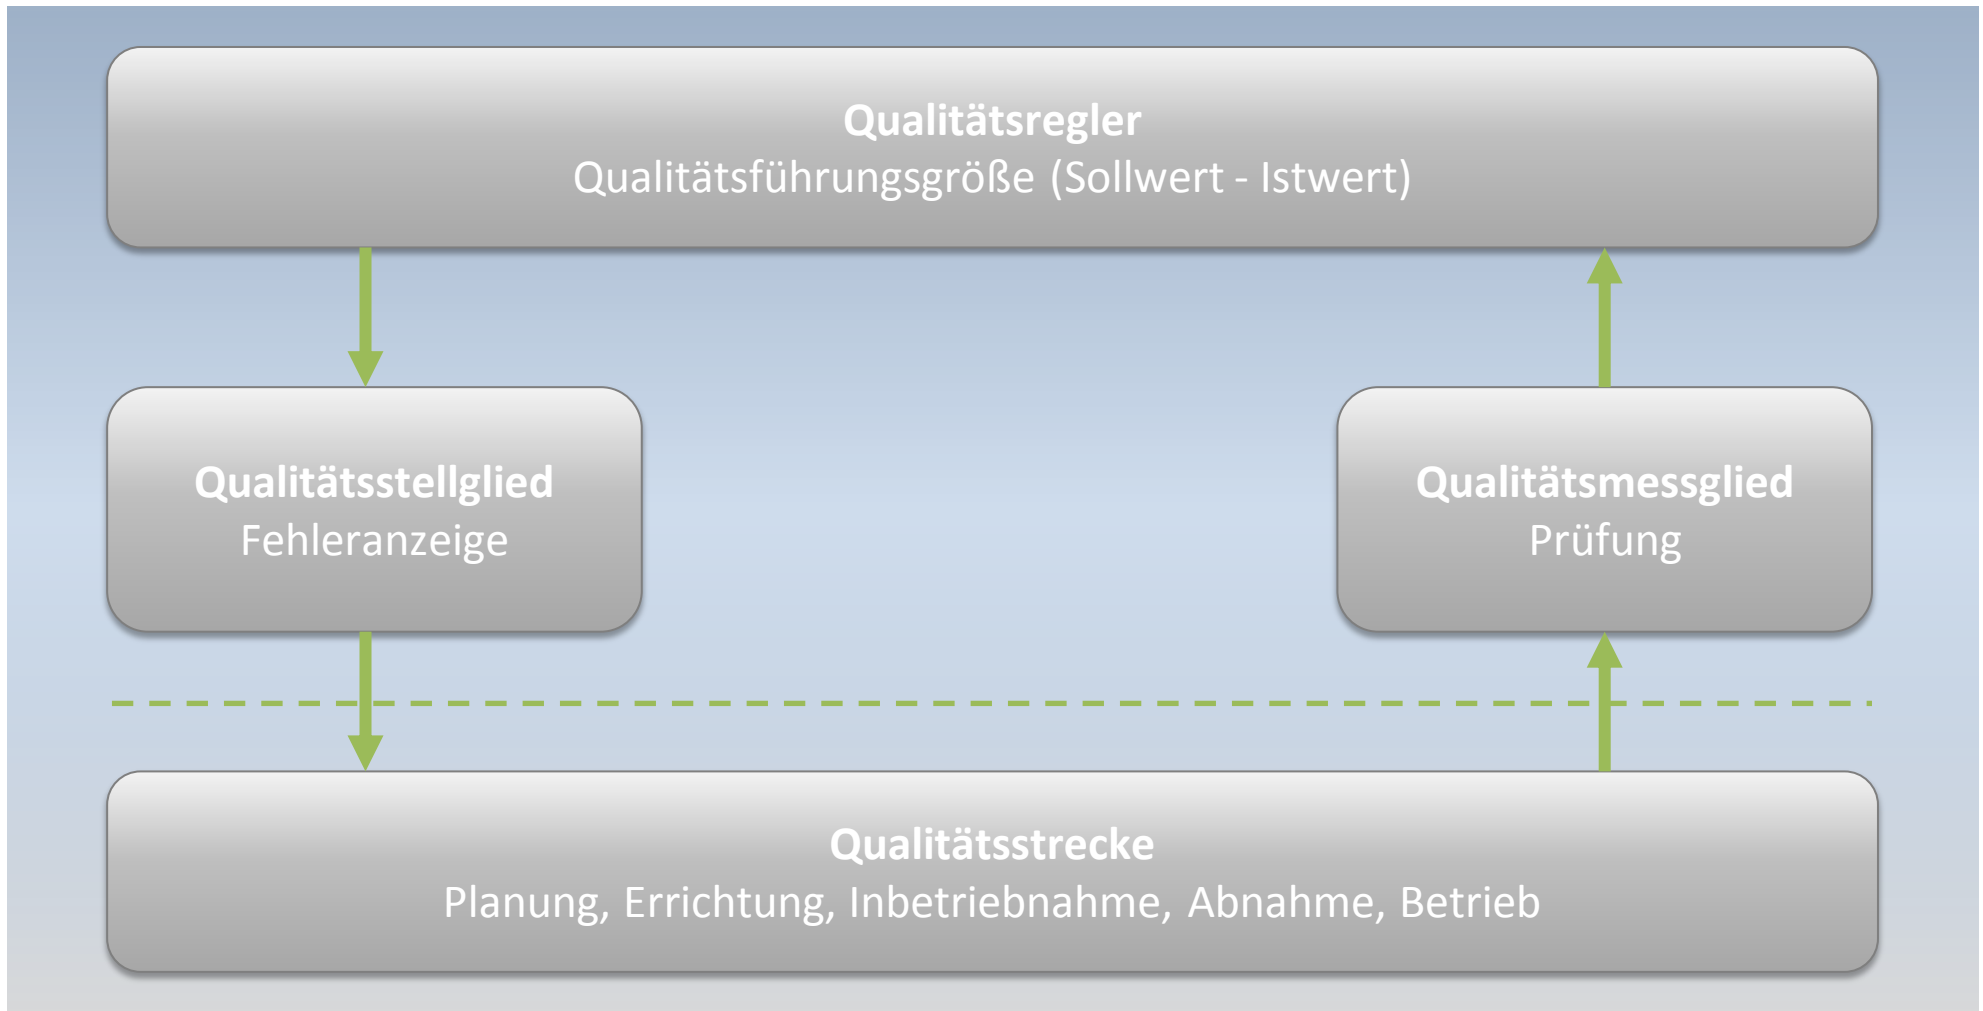 Qualitätsregler
Qualitätsführungsgröße (Sollwert - Istwert)
Qualitätsstellglied
Fehleranzeige
Qualitätsmessglied
Prüfung
Qualitätsstrecke
Planung, Errichtung, Inbetriebnahme, Abnahme, Betrieb